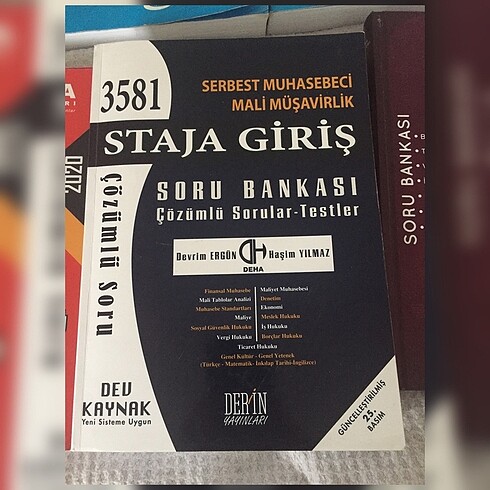 3581
SERBEST MUHASEBECİ
MALİ MÜŞAVİRLİK
STAJA GİRİŞ
Çözümlü Soru
SORU BANKASI
Çözümlü Sorular-Testler
Devrim ERGÜN DH Haşim YILMAZ
DEHA
Finansal Muhasebe Maliyet Muhasebesi
Mali Tablolar Analizi Denetim
Muhasebe Standartları Ekonomi
Maliye Meslek Hukuku
Sosyal Güvenlik Hukuku İş Hukuku
Vergi Hukuku Borçlar Hukuku
Ticaret Hukuku
Genel Kültür - Genel Yetenek
(Türkçe - Matematik- İnkılap Tarihi-İngilizce)
DEV
KAYNAK
Yeni Sisteme Uygun
DER'İN
YAYINLARI
GÜNCELLEŞTİRİLMİŞ
25.
BASIM
2020
SORU BANKASI